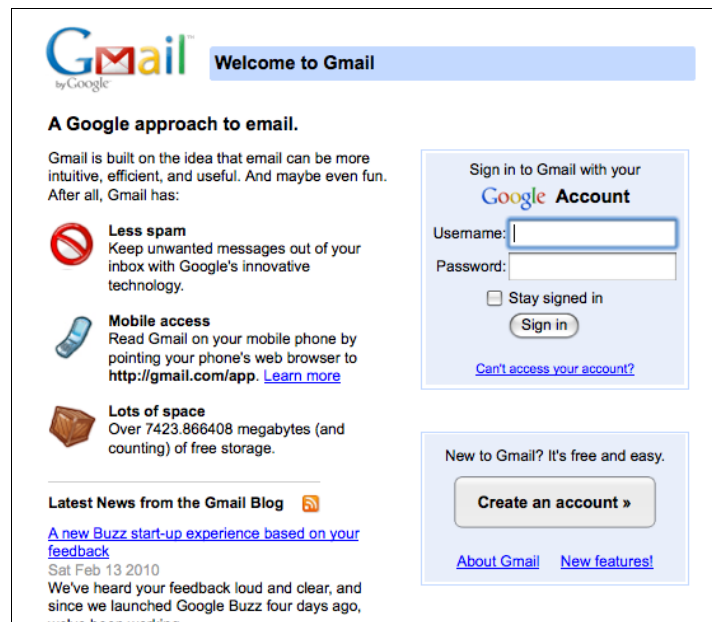 Gmail™
by Google
Welcome to Gmail
A Google approach to email.
Gmail is built on the idea that email can be more
intuitive, efficient, and useful. And maybe even fun.
After all, Gmail has:
Less spam
Keep unwanted messages out of your
inbox with Google's innovative
technology.
Mobile access
Read Gmail on your mobile phone by
pointing your phone's web browser to
http://gmail.com/app. Learn more
Lots of space
Over 7423.866408 megabytes (and
counting) of free storage.
Latest News from the Gmail Blog
A new Buzz start-up experience based on your
feedback
Sat Feb 13 2010
We've heard your feedback loud and clear, and
since we launched Google Buzz four days ago,
we've been working
Sign in to Gmail with your
Google Account
Username:
Password:
Stay signed in
Sign in
Can't access your account?
New to Gmail? It's free and easy.
Create an account »
About Gmail New features!